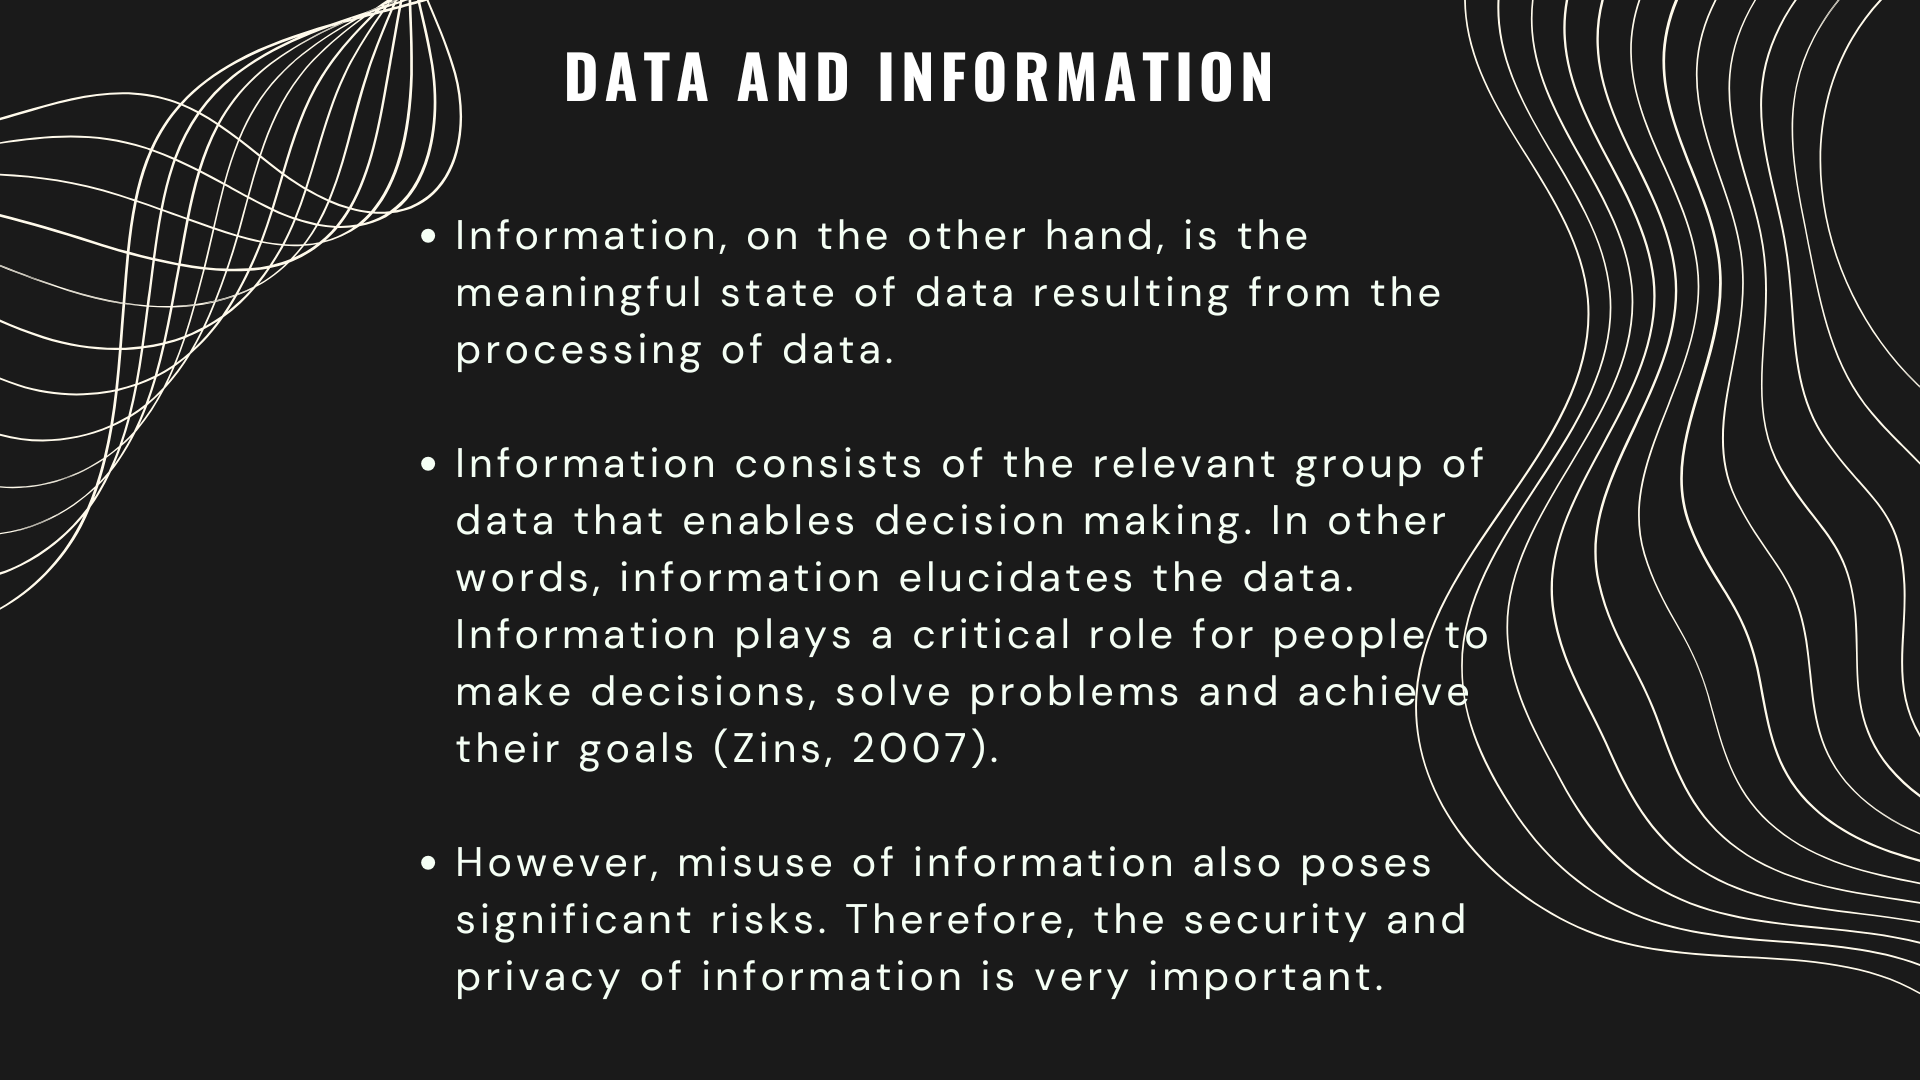 DATA AND INFORMATION
• Information, on the other hand, is the
meaningful state of data resulting from the
processing of data.
• Information consists of the relevant group of
data that enables decision making. In other
words, information elucidates the data.
Information plays a critical role for people to
make decisions, solve problems and achieve
their goals (Zins, 2007).
• However, misuse of information also poses
significant risks. Therefore, the security and
privacy of information is very important.